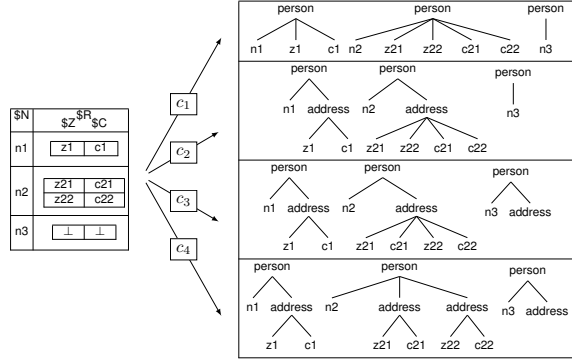 $N $R
$Z $C
n1 z1 c1
n2 z21 c21
z22 c22
n3 ⊥ ⊥
c1
c2
c3
c4
person person person
n1 z1 c1 n2 z21 z22 c21 c22 n3
person person person
n1 address n2 address n3
z1 c1 z21 z22 c21 c22
person person person
n1 address n2 address n3 address
z1 c1 z21 c21 z22 c22
person person person
n1 address n2 address address n3 address
z1 c1 z21 c21 z22 c22